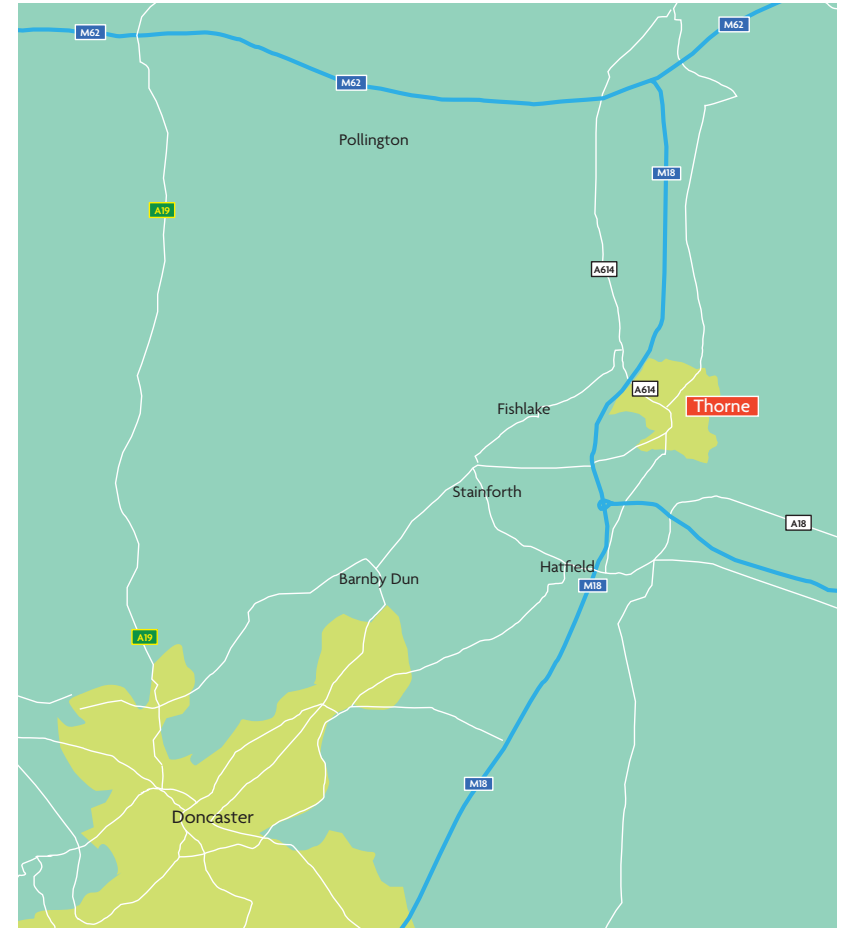 M62
M62
M62
Pollington
M18
A19
A614
A614
Thorne
Fishlake
Stainforth
A18
Hatfield
Barnby Dun
M18
A19
M18
Doncaster